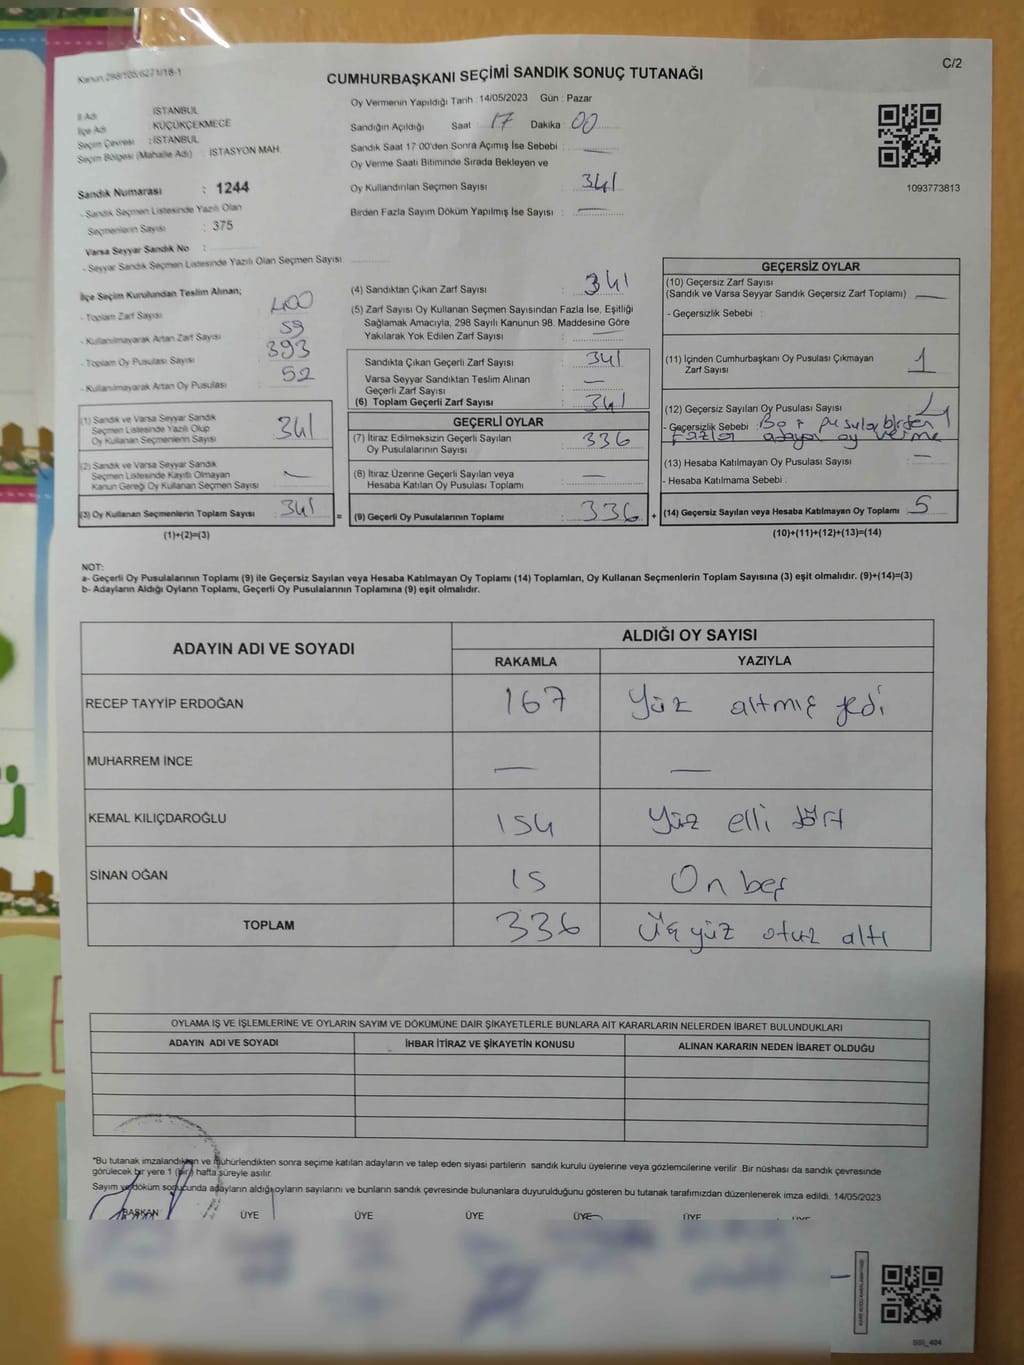 Kanun.298/105.6271/18-1
C/2
CUMHURBAŞKANI SEÇİMİ SANDIK SONUÇ TUTANAĞI
İl Adı : İSTANBUL
İlçe Adı : KÜÇÜKÇEKMECE
Seçim Çevresi : İSTANBUL
Seçim Bölgesi (Mahalle Adı) : İSTASYON MAH.
Sandık Numarası : 1244
- Sandık Seçmen Listesinde Yazılı Olan
Seçmenlerin Sayısı : 375
Varsa Seyyar Sandık No :
- Seyyar Sandık Seçmen Listesinde Yazılı Olan Seçmen Sayısı
Oy Vermenin Yapıldığı Tarih : 14/05/2023 Gün : Pazar
Sandığın Açıldığı Saat : 17 Dakika : 00
Sandık Saat 17:00'den Sonra Açımış İse Sebebi : —
Oy Verme Saati Bitiminde Sırada Bekleyen ve
Oy Kullandırılan Seçmen Sayısı : 341
Birden Fazla Sayım Döküm Yapılmış İse Sayısı : —
1093773813
İlçe Seçim Kurulundan Teslim Alınan;
- Toplam Zarf Sayısı : 400
- Kullanılmayarak Artan Zarf Sayısı : 59
- Toplam Oy Pusulası Sayısı : 393
- Kullanılmayarak Artan Oy Pusulası : 52
(1) Sandık ve Varsa Seyyar Sandık
Seçmen Listesinde Yazılı Olup
Oy Kullanan Seçmenlerin Sayısı : 341
(2) Sandık ve Varsa Seyyar Sandık
Seçmen Listesinde Kayıtlı Olmayan
Kanun Gereği Oy Kullanan Seçmen Sayısı : —
(3) Oy Kullanan Seçmenlerin Toplam Sayısı : 341
(1)+(2)=(3)
=
(4) Sandıktan Çıkan Zarf Sayısı : 341
(5) Zarf Sayısı Oy Kullanan Seçmen Sayısından Fazla İse, Eşitliği
Sağlamak Amacıyla, 298 Sayılı Kanunun 98. Maddesine Göre
Yakılarak Yok Edilen Zarf Sayısı : —
Sandıkta Çıkan Geçerli Zarf Sayısı : 341
Varsa Seyyar Sandıktan Teslim Alınan
Geçerli Zarf Sayısı : —
(6) Toplam Geçerli Zarf Sayısı : 341
GEÇERLİ OYLAR
(7) İtiraz Edilmeksizin Geçerli Sayılan
Oy Pusulalarının Sayısı : 336
(8) İtiraz Üzerine Geçerli Sayılan veya
Hesaba Katılan Oy Pusulası Toplamı : —
(9) Geçerli Oy Pusulalarının Toplamı : 336
+
GEÇERSİZ OYLAR
(10) Geçersiz Zarf Sayısı
(Sandık ve Varsa Seyyar Sandık Geçersiz Zarf Toplamı) —
- Geçersizlik Sebebi :
(11) İçinden Cumhurbaşkanı Oy Pusulası Çıkmayan
Zarf Sayısı 1
(12) Geçersiz Sayılan Oy Pusulası Sayısı 4
- Geçersizlik Sebebi : Boş pusula, birden
fazla adaya oy verme
(13) Hesaba Katılmayan Oy Pusulası Sayısı —
- Hesaba Katılmama Sebebi :
(14) Geçersiz Sayılan veya Hesaba Katılmayan Oy Toplamı 5
(10)+(11)+(12)+(13)=(14)
NOT:
a- Geçerli Oy Pusulalarının Toplamı (9) ile Geçersiz Sayılan veya Hesaba Katılmayan Oy Toplamı (14) Toplamları, Oy Kullanan Seçmenlerin Toplam Sayısına (3) eşit olmalıdır. (9)+(14)=(3)
b- Adayların Aldığı Oyların Toplamı, Geçerli Oy Pusulalarının Toplamına (9) eşit olmalıdır.
ADAYIN ADI VE SOYADI
ALDIĞI OY SAYISI
RAKAMLA YAZIYLA
RECEP TAYYİP ERDOĞAN 167 Yüz altmış yedi
MUHARREM İNCE — —
KEMAL KILIÇDAROĞLU 154 Yüz elli dört
SİNAN OĞAN 15 On beş
TOPLAM 336 Üç yüz otuz altı
OYLAMA İŞ VE İŞLEMLERİNE VE OYLARIN SAYIM VE DÖKÜMÜNE DAİR ŞİKAYETLERLE BUNLARA AİT KARARLARIN NELERDEN İBARET BULUNDUKLARI
ADAYIN ADI VE SOYADI İHBAR İTİRAZ VE ŞİKAYETİN KONUSU ALINAN KARARIN NEDEN İBARET OLDUĞU
*Bu tutanak imzalandıktan ve mühürlendikten sonra seçime katılan adayların ve talep eden siyasi partilerin sandık kurulu üyelerine veya gözlemcilerine verilir. Bir nüshası da sandık çevresinde
görülecek bir yere 1 (bir) hafta süreyle asılır.
Sayım ve döküm sonucunda adayların aldığı oyların sayılarını ve bunların sandık çevresinde bulunanlara duyurulduğunu gösteren bu tutanak tarafımızdan düzenlenerek imza edildi. 14/05/2023
BAŞKAN ÜYE ÜYE ÜYE ÜYE ÜYE ÜYE
SSI_404